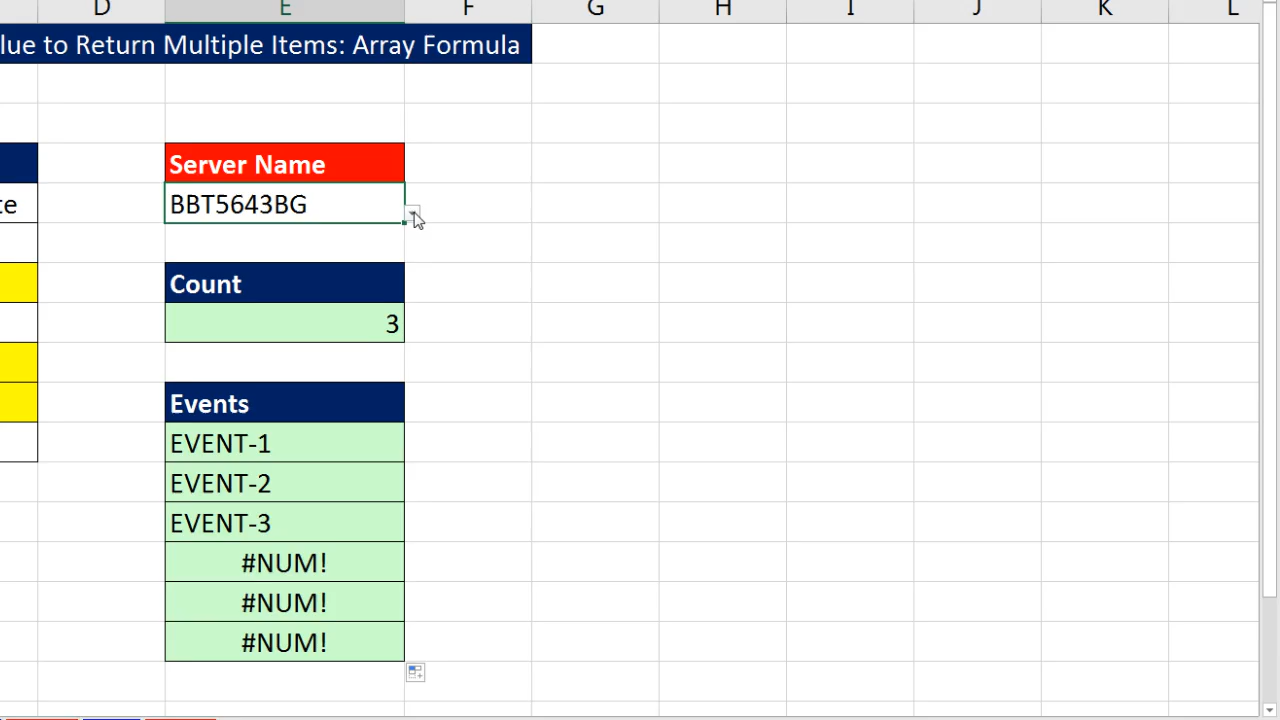 D E F G H I J K L
lue to Return Multiple Items: Array Formula
Server Name
te BBT5643BG
Count
3
Events
EVENT-1
EVENT-2
EVENT-3
#NUM!
#NUM!
#NUM!